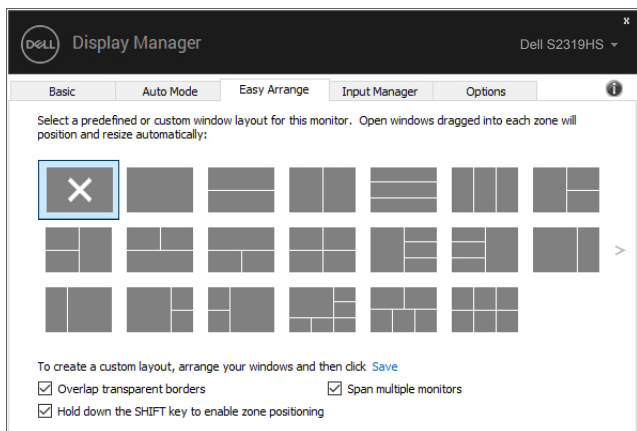 x
DELL Display Manager Dell S2319HS
Basic Auto Mode Easy Arrange Input Manager Options i
Select a predefined or custom window layout for this monitor. Open windows dragged into each zone will
position and resize automatically:
>
To create a custom layout, arrange your windows and then click Save
Overlap transparent borders Span multiple monitors
Hold down the SHIFT key to enable zone positioning